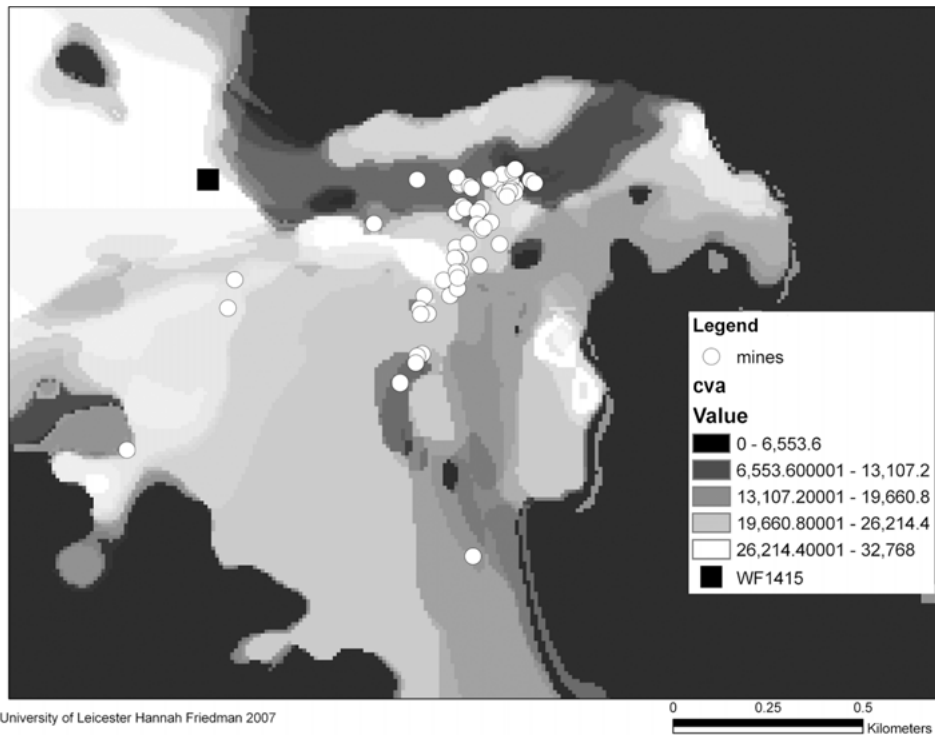 Legend
mines
cva
Value
0 - 6,553.6
6,553.600001 - 13,107.2
13,107.20001 - 19,660.8
19,660.80001 - 26,214.4
26,214.40001 - 32,768
WF1415
University of Leicester Hannah Friedman 2007
0 0.25 0.5
Kilometers